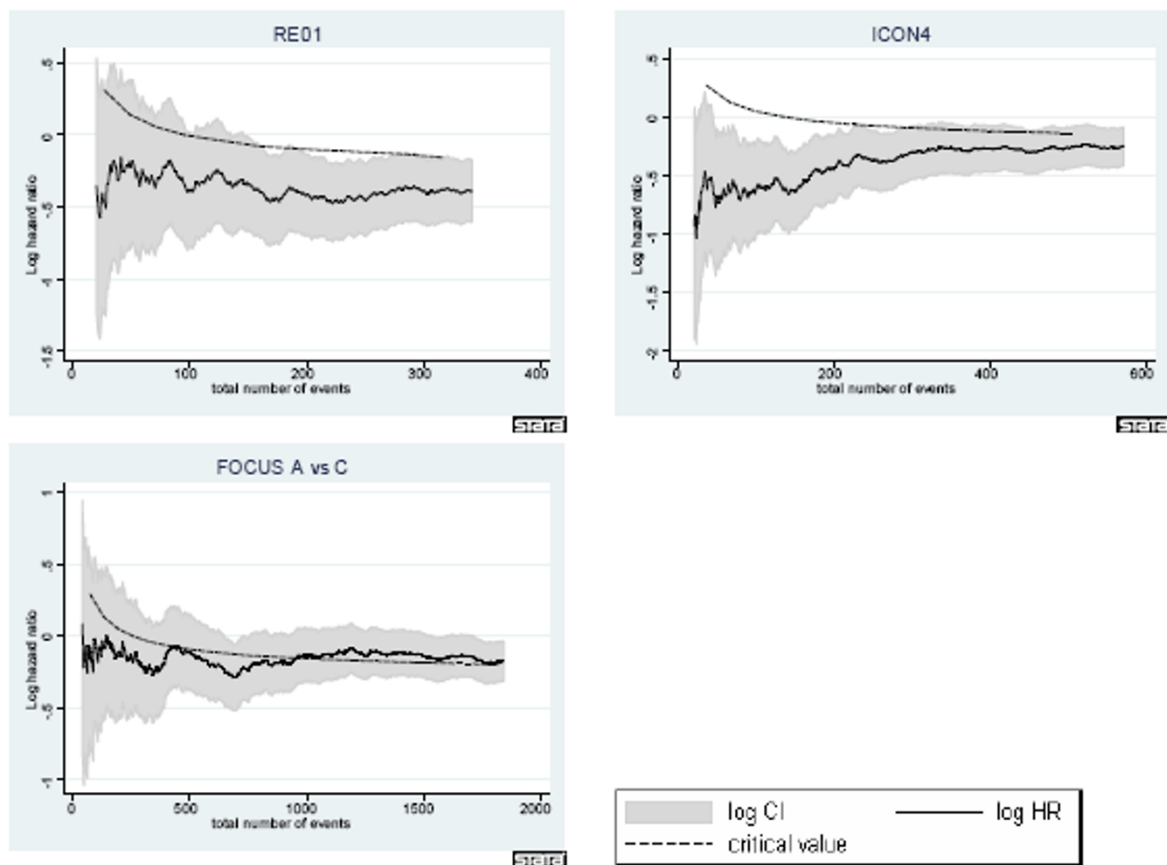 RE01
.5
0
-.5
-1
-1.5
Log hazard ratio
0 100 200 300 400
total number of events
STATA
ICON4
.5
0
-.5
-1
-1.5
-2
Log hazard ratio
0 200 400 600
total number of events
STATA
FOCUS A vs C
1
.5
0
-.5
-1
Log hazard ratio
0 500 1000 1500 2000
total number of events
STATA
log CI log HR
critical value